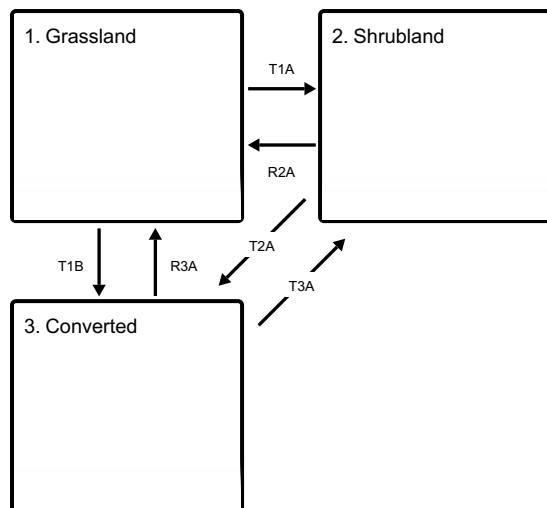 1. Grassland
2. Shrubland
T1A
R2A
T1B
R3A
T2A
T3A
3. Converted